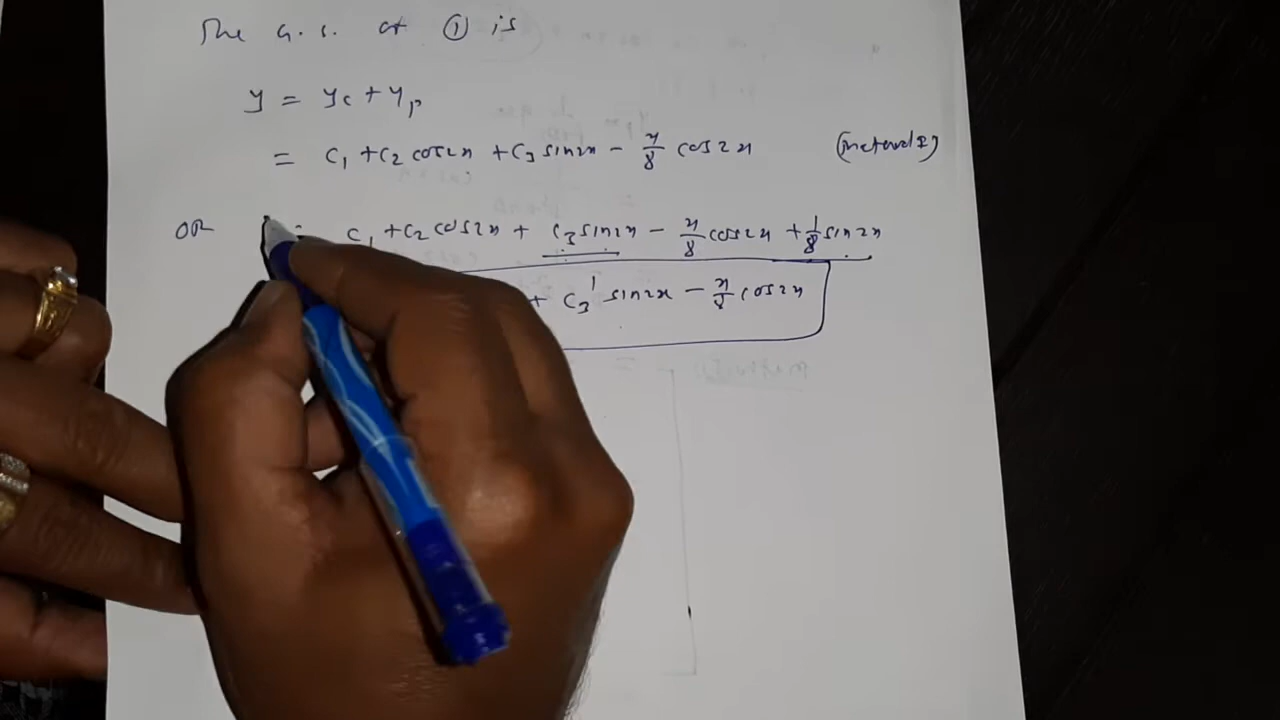 The G.S. of ① is
y = yc + yp
= C1 + C2 cos2x + C3 sin2x - x/8 cos2x (Method I)
OR = C1 + C2 cos2x + C3 sin2x - x/8 cos2x + 1/8 sin2x
+ C3' sin2x - x/8 cos2x